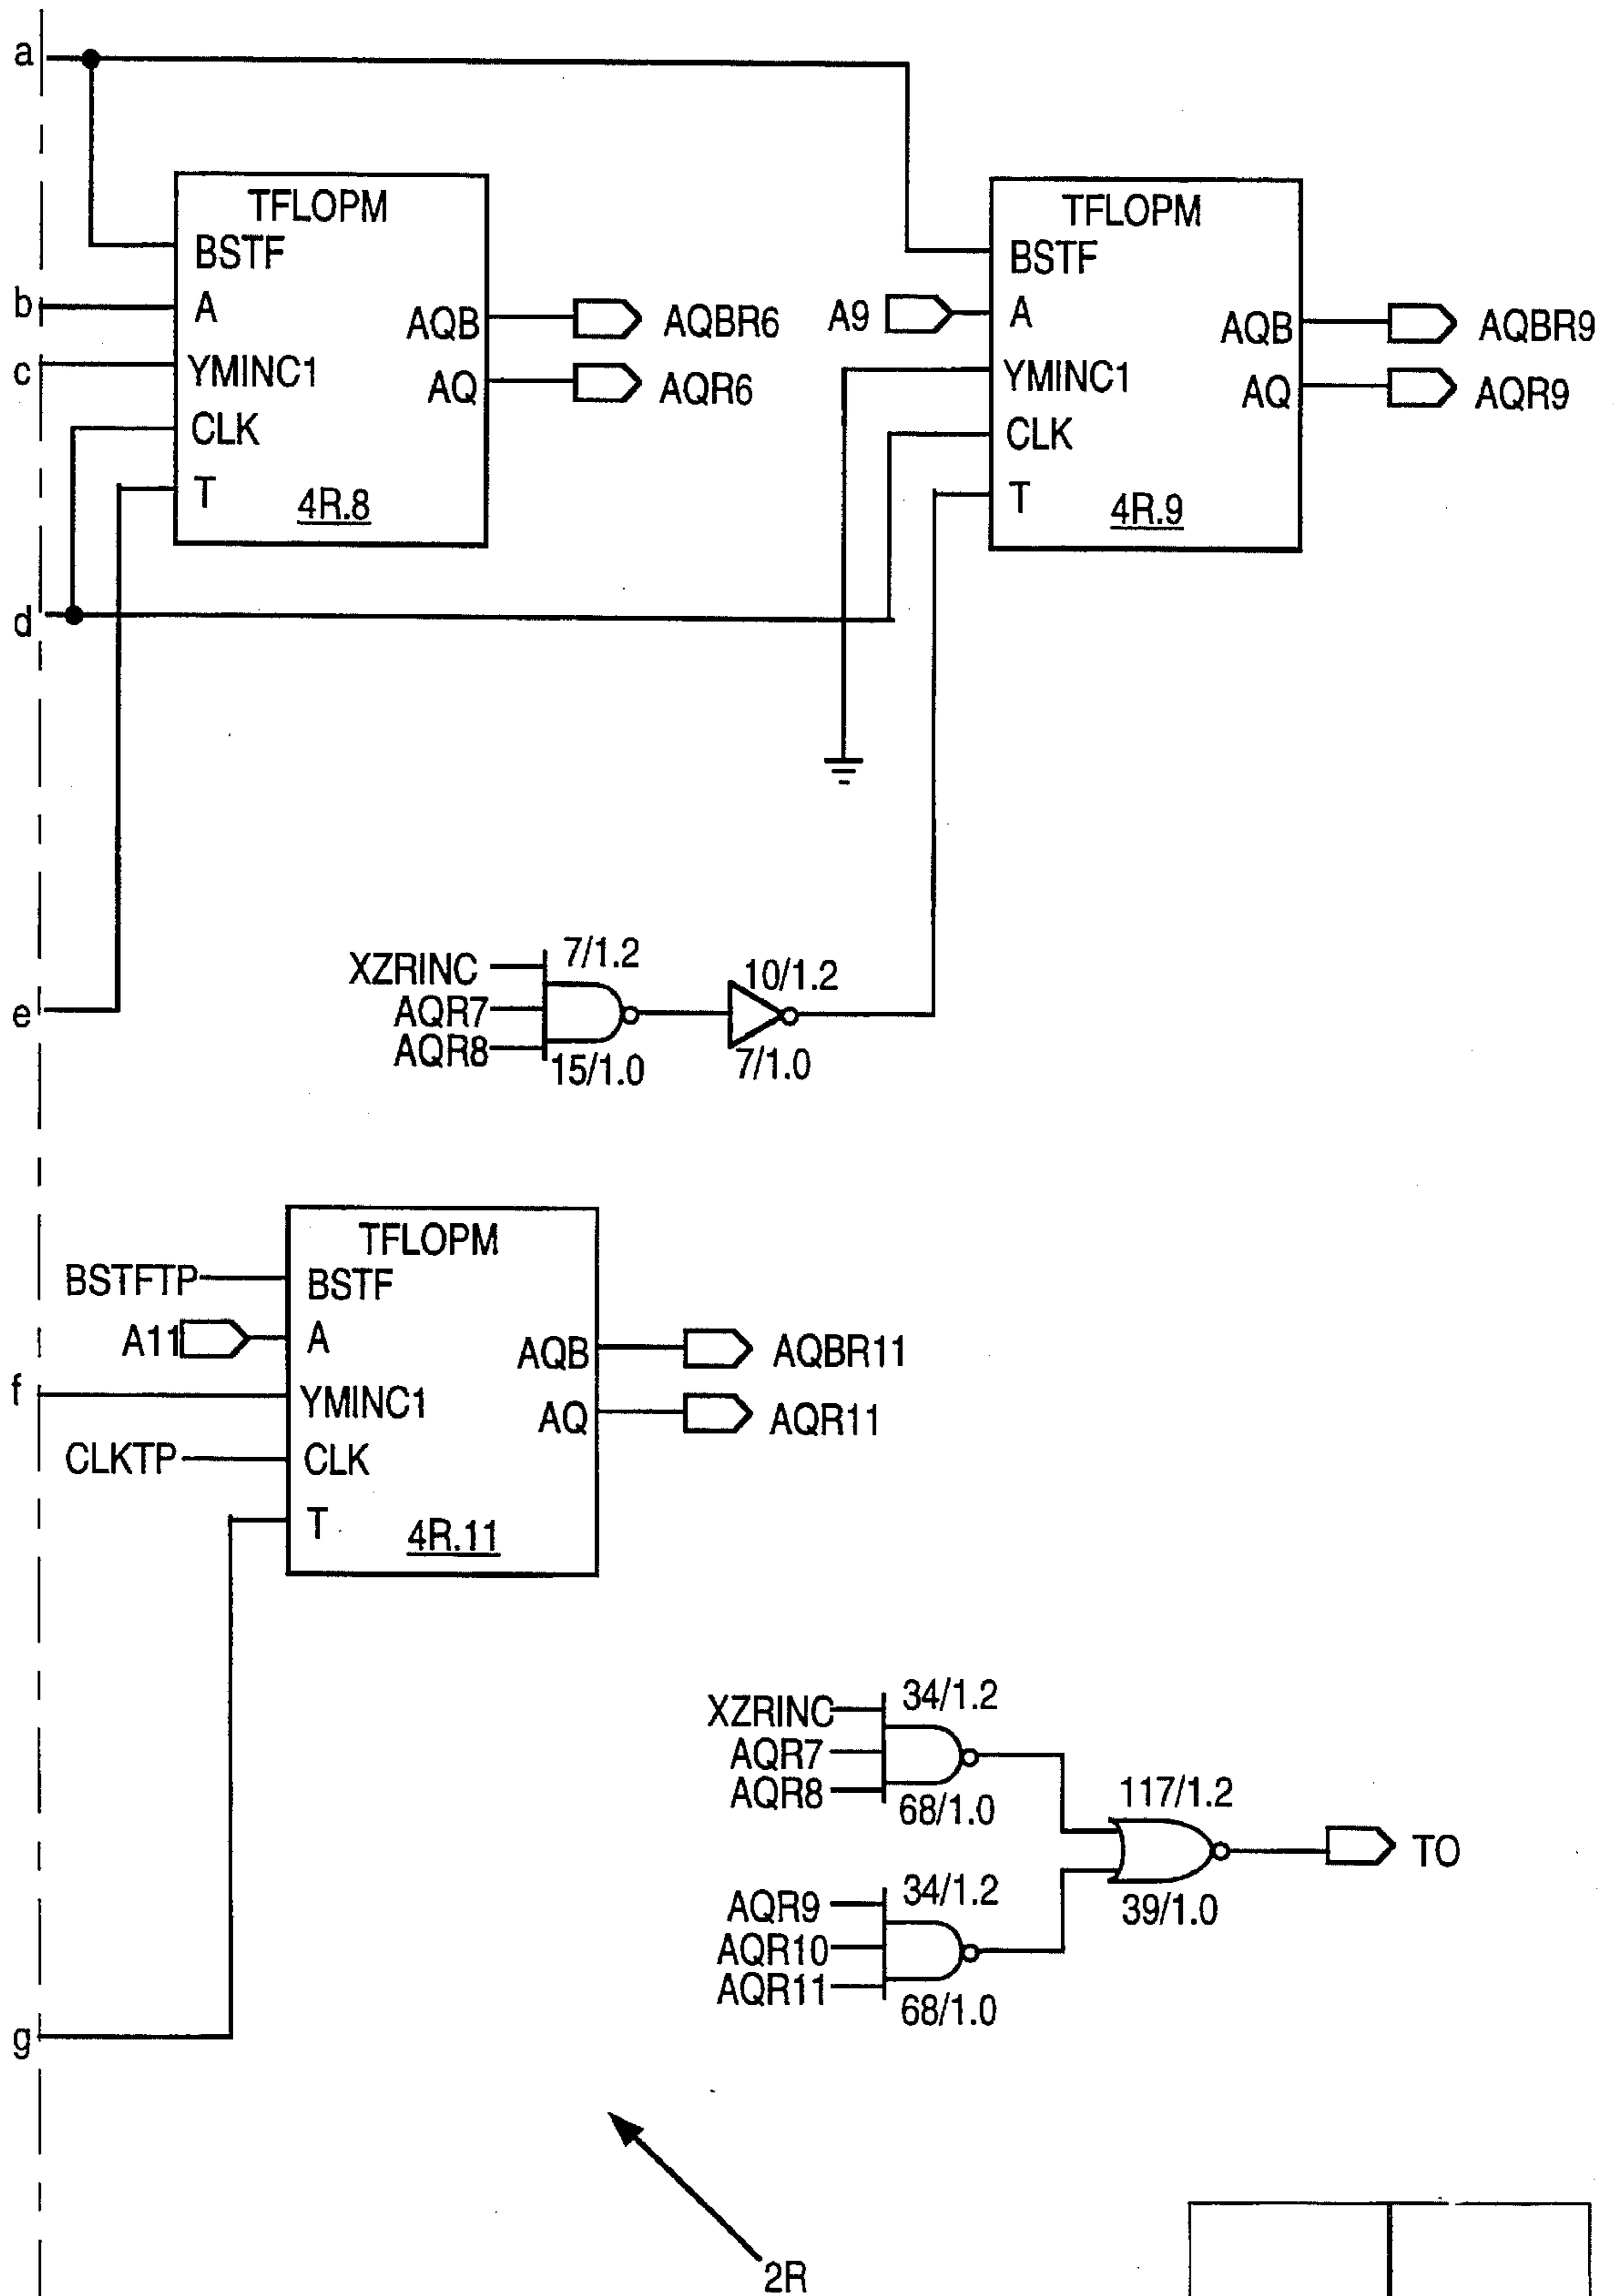 a
TFLOPM
BSTF
b
A
AQB
AQBR6
c
YMINC1
AQ
AQR6
CLK
T
4R.8
TFLOPM
BSTF
A9
A
AQB
AQBR9
YMINC1
AQ
AQR9
CLK
T
4R.9
d
e
XZRINC
AQR7
AQR8
7/1.2
15/1.0
10/1.2
7/1.0
TFLOPM
BSTFTP
BSTF
A11
A
AQB
AQBR11
f
YMINC1
AQ
AQR11
CLKTP
CLK
T
4R.11
g
XZRINC
AQR7
AQR8
34/1.2
68/1.0
117/1.2
39/1.0
TO
AQR9
AQR10
AQR11
34/1.2
68/1.0
2R